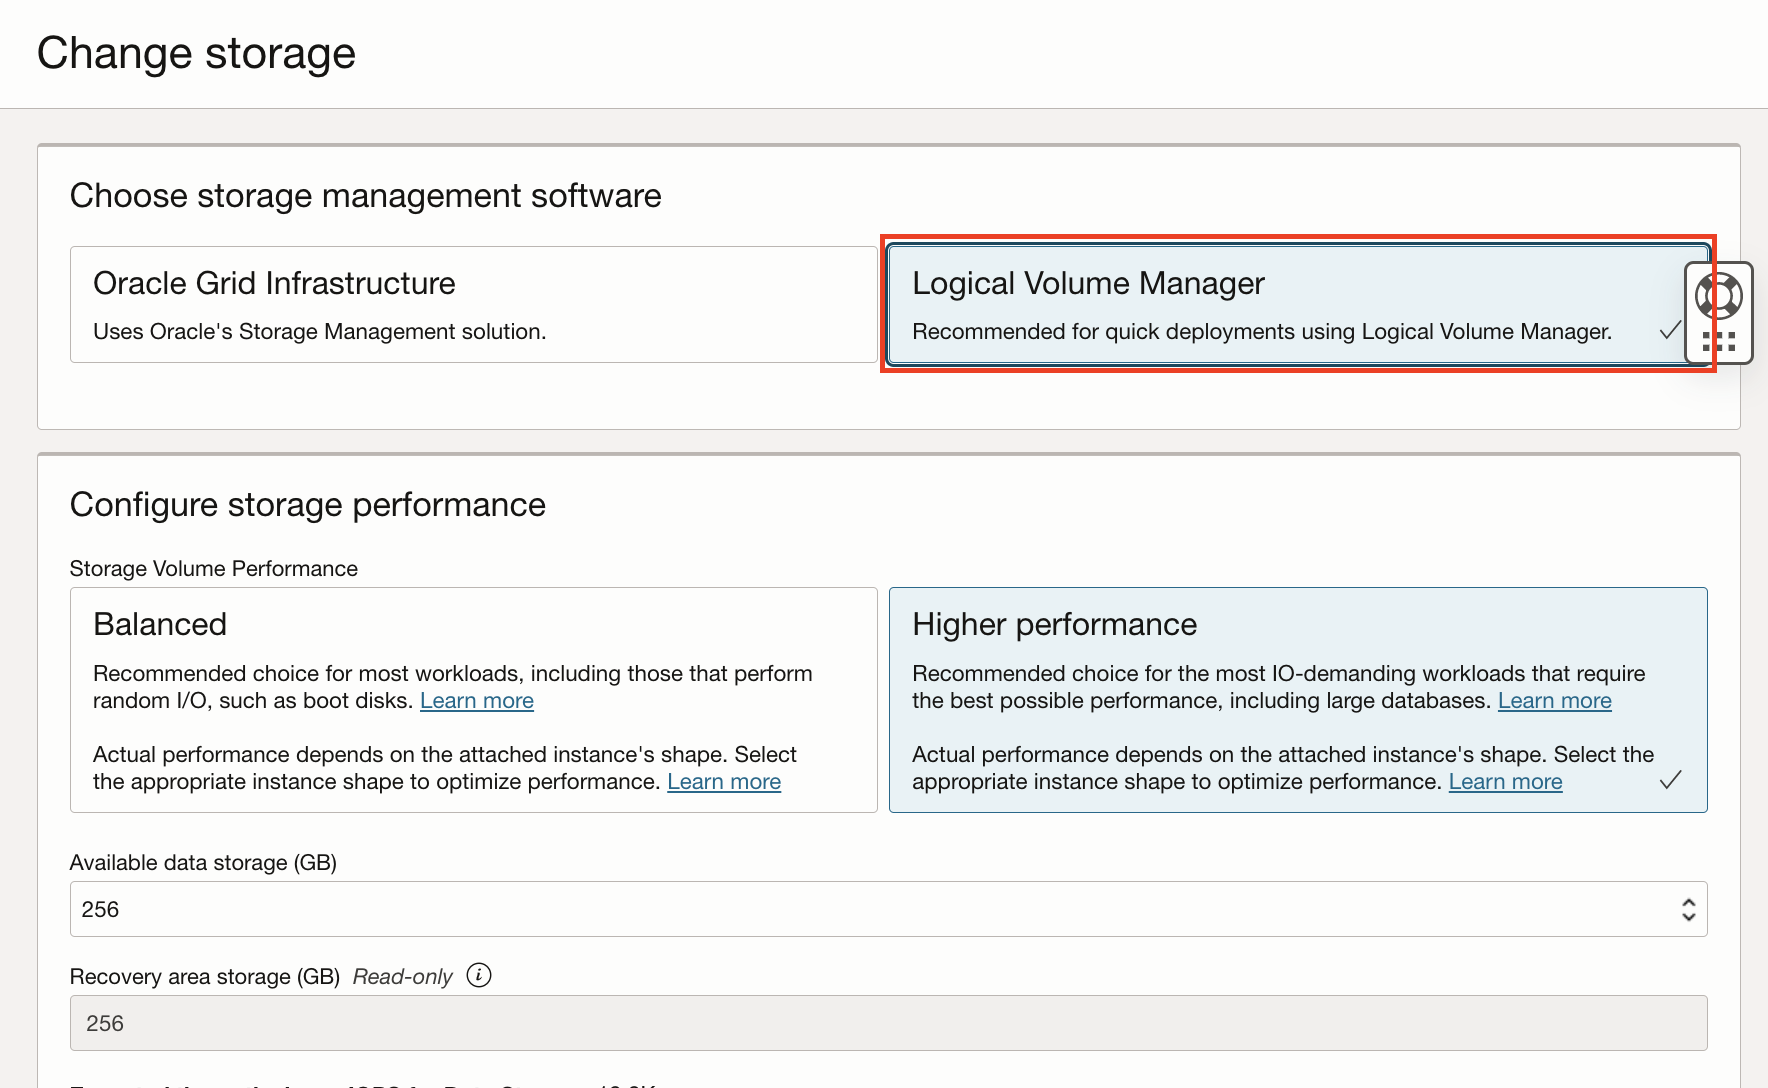 Change storage
Choose storage management software
Oracle Grid Infrastructure
Uses Oracle's Storage Management solution.
Logical Volume Manager
Recommended for quick deployments using Logical Volume Manager.
Configure storage performance
Storage Volume Performance
Balanced
Recommended choice for most workloads, including those that perform
random I/O, such as boot disks. Learn more
Actual performance depends on the attached instance's shape. Select
the appropriate instance shape to optimize performance. Learn more
Higher performance
Recommended choice for the most IO-demanding workloads that require
the best possible performance, including large databases. Learn more
Actual performance depends on the attached instance's shape. Select the
appropriate instance shape to optimize performance. Learn more
Available data storage (GB)
256
Recovery area storage (GB) Read-only
256